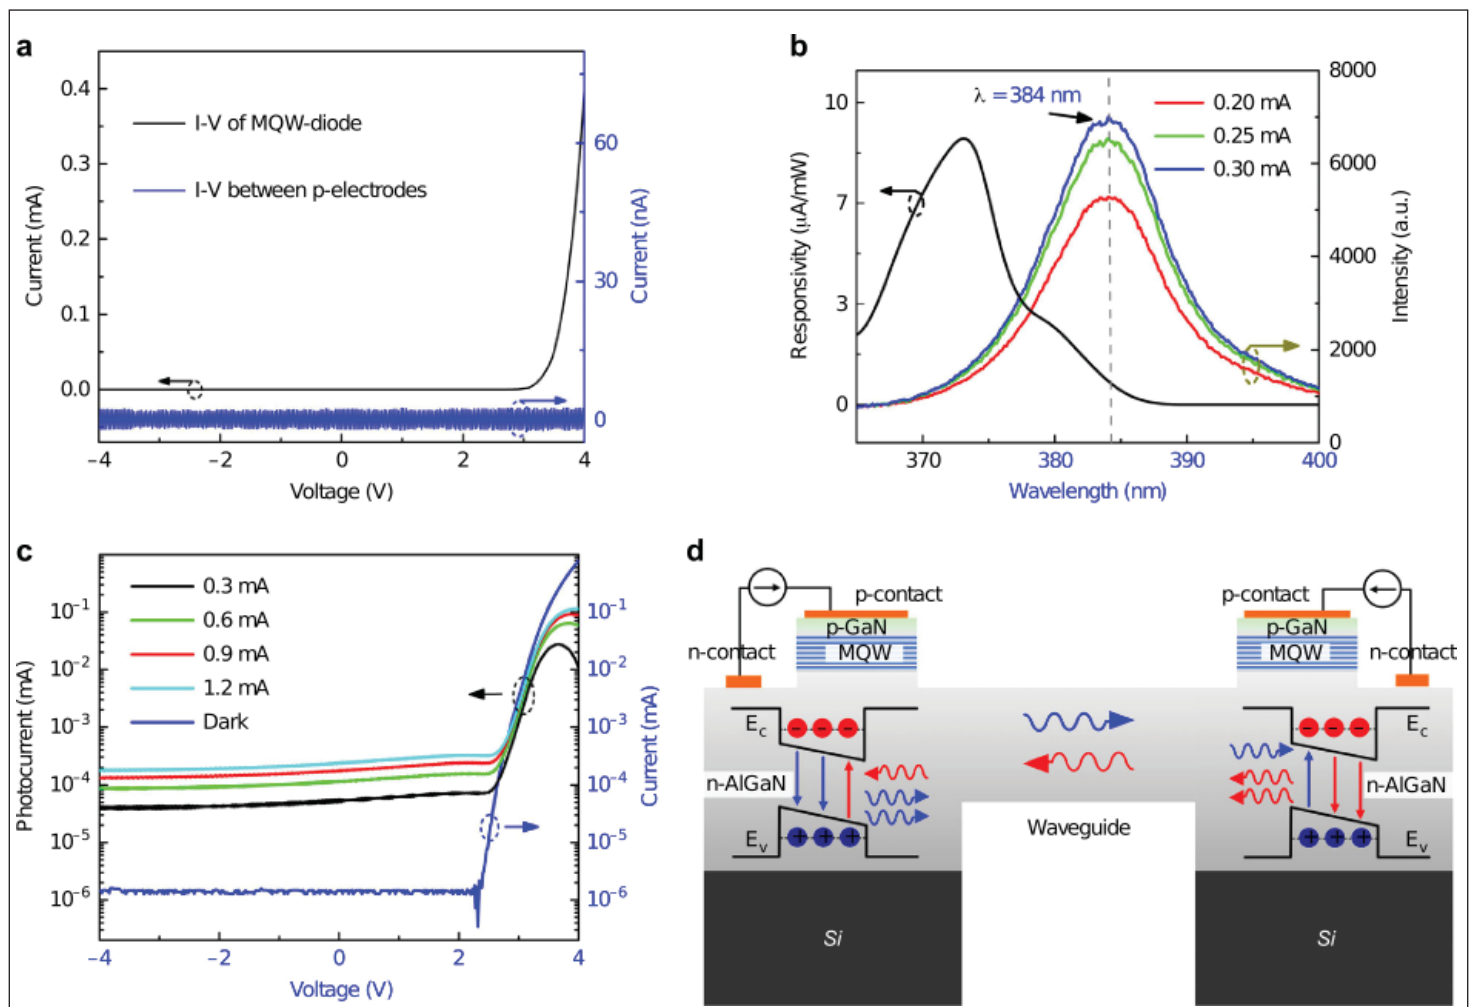 a
0.4
0.3
0.2
0.1
0.0
Current (mA)
I-V of MQW-diode
I-V between p-electrodes
60
30
0
Current (nA)
−4
−2
0
2
4
Voltage (V)
b
10
7
3
0
Responsivity (μA/mW)
λ = 384 nm
0.20 mA
0.25 mA
0.30 mA
8000
6000
4000
2000
0
Intensity (a.u.)
370
380
390
400
Wavelength (nm)
c
10⁻¹
10⁻²
10⁻³
10⁻⁴
10⁻⁵
10⁻⁶
Photocurrent (mA)
0.3 mA
0.6 mA
0.9 mA
1.2 mA
Dark
10⁻¹
10⁻²
10⁻³
10⁻⁴
10⁻⁵
10⁻⁶
Current (mA)
−4
−2
0
2
4
Voltage (V)
d
p-contact
p-GaN
MQW
n-contact
E_c
− − −
n-AlGaN
E_v
+ + +
Si
Waveguide
p-contact
p-GaN
MQW
n-contact
E_c
− − −
n-AlGaN
E_v
+ + +
Si